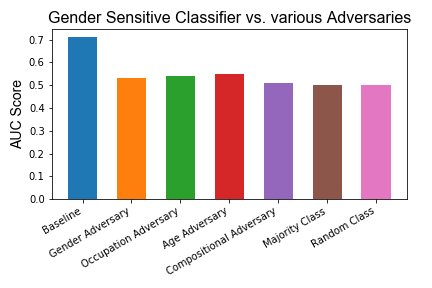 Gender Sensitive Classifier vs. various Adversaries
AUC Score
0.7
0.6
0.5
0.4
0.3
0.2
0.1
0.0
Baseline
Gender Adversary
Occupation Adversary
Age Adversary
Compositional Adversary
Majority Class
Random Class